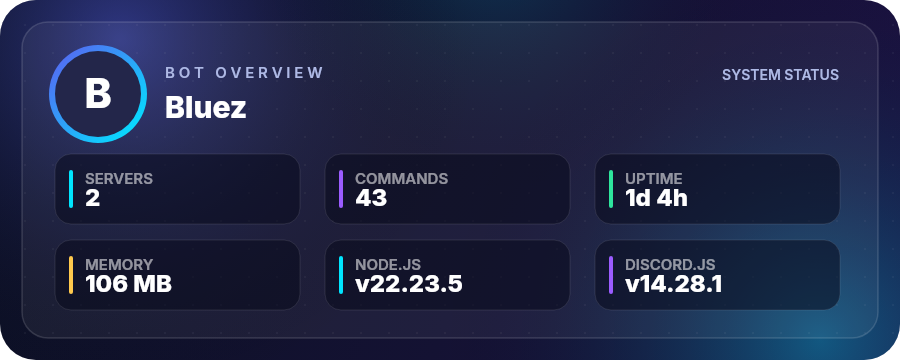 B
BOT OVERVIEW
Bluez
SYSTEM STATUS
SERVERS
2
COMMANDS
43
UPTIME
1d 4h
MEMORY
106 MB
NODE.JS
v22.23.5
DISCORD.JS
v14.28.1